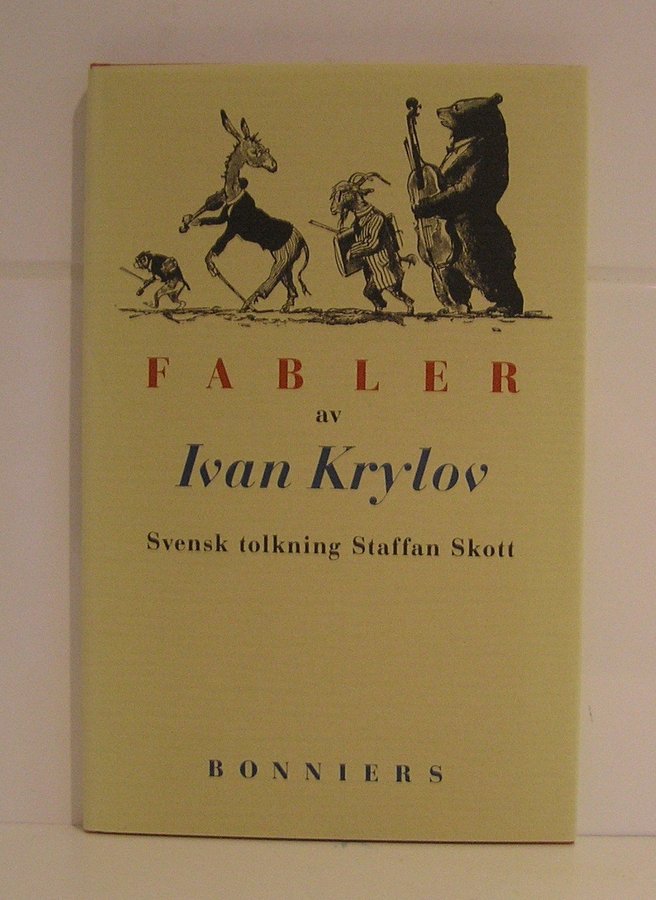 FABLER
av
Ivan Krylov
Svensk tolkning Staffan Skott
BONNIERS